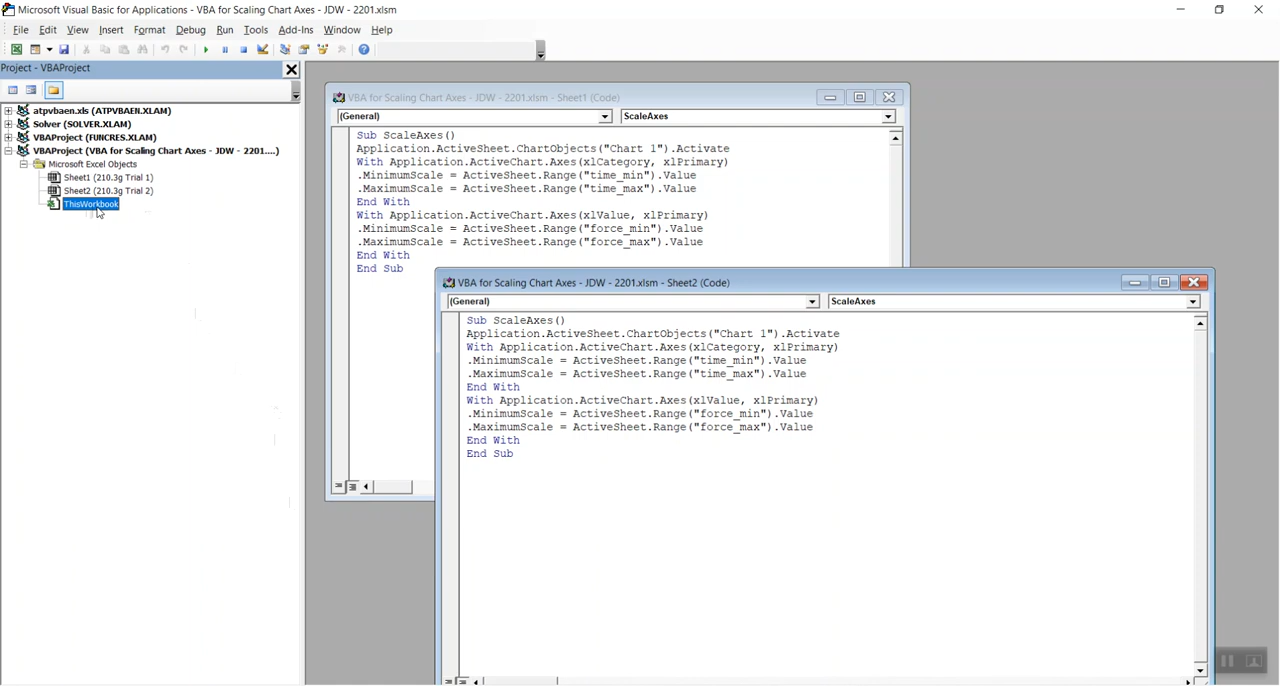 Microsoft Visual Basic for Applications - VBA for Scaling Chart Axes - JDW - 2201.xlsm
File Edit View Insert Format Debug Run Tools Add-Ins Window Help
Project - VBAProject
atpvbaen.xls (ATPVBAEN.XLAM)
Solver (SOLVER.XLAM)
VBAProject (FUNCRES.XLAM)
VBAProject (VBA for Scaling Chart Axes - JDW - 2201....)
Microsoft Excel Objects
Sheet1 (210.3g Trial 1)
Sheet2 (210.3g Trial 2)
ThisWorkbook
VBA for Scaling Chart Axes - JDW - 2201.xlsm - Sheet1 (Code)
(General) ScaleAxes
Sub ScaleAxes()
Application.ActiveSheet.ChartObjects("Chart 1").Activate
With Application.ActiveChart.Axes(xlCategory, xlPrimary)
.MinimumScale = ActiveSheet.Range("time_min").Value
.MaximumScale = ActiveSheet.Range("time_max").Value
End With
With Application.ActiveChart.Axes(xlValue, xlPrimary)
.MinimumScale = ActiveSheet.Range("force_min").Value
.MaximumScale = ActiveSheet.Range("force_max").Value
End With
End Sub
VBA for Scaling Chart Axes - JDW - 2201.xlsm - Sheet2 (Code)
(General) ScaleAxes
Sub ScaleAxes()
Application.ActiveSheet.ChartObjects("Chart 1").Activate
With Application.ActiveChart.Axes(xlCategory, xlPrimary)
.MinimumScale = ActiveSheet.Range("time_min").Value
.MaximumScale = ActiveSheet.Range("time_max").Value
End With
With Application.ActiveChart.Axes(xlValue, xlPrimary)
.MinimumScale = ActiveSheet.Range("force_min").Value
.MaximumScale = ActiveSheet.Range("force_max").Value
End With
End Sub